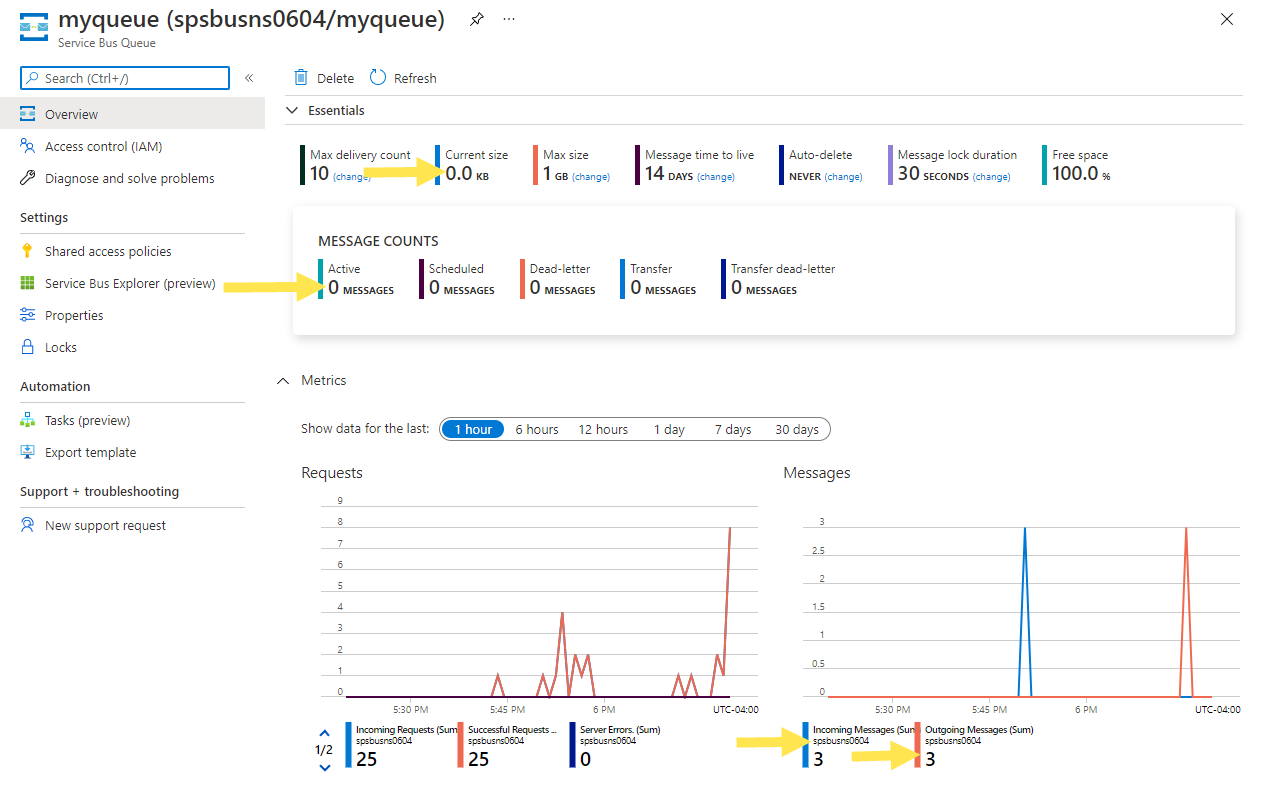 myqueue (spsbusns0604/myqueue)
...
Service Bus Queue
Search (Ctrl+/)
«
Overview
Access control (IAM)
Diagnose and solve problems
Settings
Shared access policies
Service Bus Explorer (preview)
Properties
Locks
Automation
Tasks (preview)
Export template
Support + troubleshooting
New support request
Delete
Refresh
Essentials
Max delivery count
10 (change)
Current size
0.0 KB
Max size
1 GB (change)
Message time to live
14 DAYS (change)
Auto-delete
NEVER (change)
Message lock duration
30 SECONDS (change)
Free space
100.0 %
MESSAGE COUNTS
Active
0 MESSAGES
Scheduled
0 MESSAGES
Dead-letter
0 MESSAGES
Transfer
0 MESSAGES
Transfer dead-letter
0 MESSAGES
Metrics
Show data for the last:
1 hour
6 hours
12 hours
1 day
7 days
30 days
Requests
9
8
7
6
5
4
3
2
1
0
5:30 PM
5:45 PM
6 PM
UTC-04:00
1/2
Incoming Requests (Sum)
spsbusns0604
25
Successful Requests ...
spsbusns0604
25
Server Errors. (Sum)
spsbusns0604
0
Messages
3
2.5
2
1.5
1
0.5
0
5:30 PM
5:45 PM
6 PM
UTC-04:00
Incoming Messages (Sum)
spsbusns0604
3
Outgoing Messages (Sum)
spsbusns0604
3